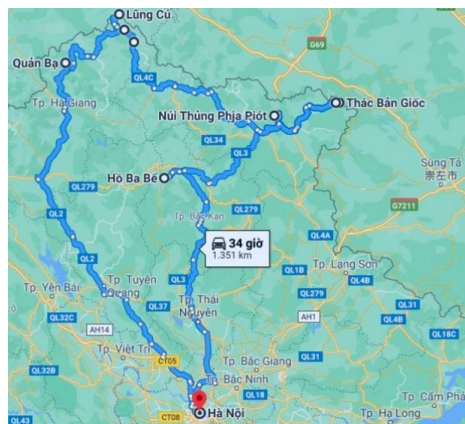 Lũng Cú
G69
Quản Bạ
QL4C
Tp. Hà Giang
Thác Bản Giốc
Núi Thủng Phja Piót
QL34
QL3
Sùng Tả
崇左市
Hồ Ba Bể
QL279
QL2
G7211
QL279
Tp. Bắc Kạn
QL4A
34 giờ
1.351 km
QL2
QL1B
Tp. Lạng Sơn
QL4B
Tp. Yên Bái
Tp. Tuyên
Quang
QL3
QL279
QL37
Tp. Thái
Nguyên
QL31
QL32C
AH1
QL4B
AH14
QL18C
Tp. Việt Trì
CT05
Tp. Bắc Giang
QL31
QL32B
Tp. Bắc Ninh
QL18
Tp. Cẩm Phả
Hà Nội
CT08
Tp. Hạ Long
QL43